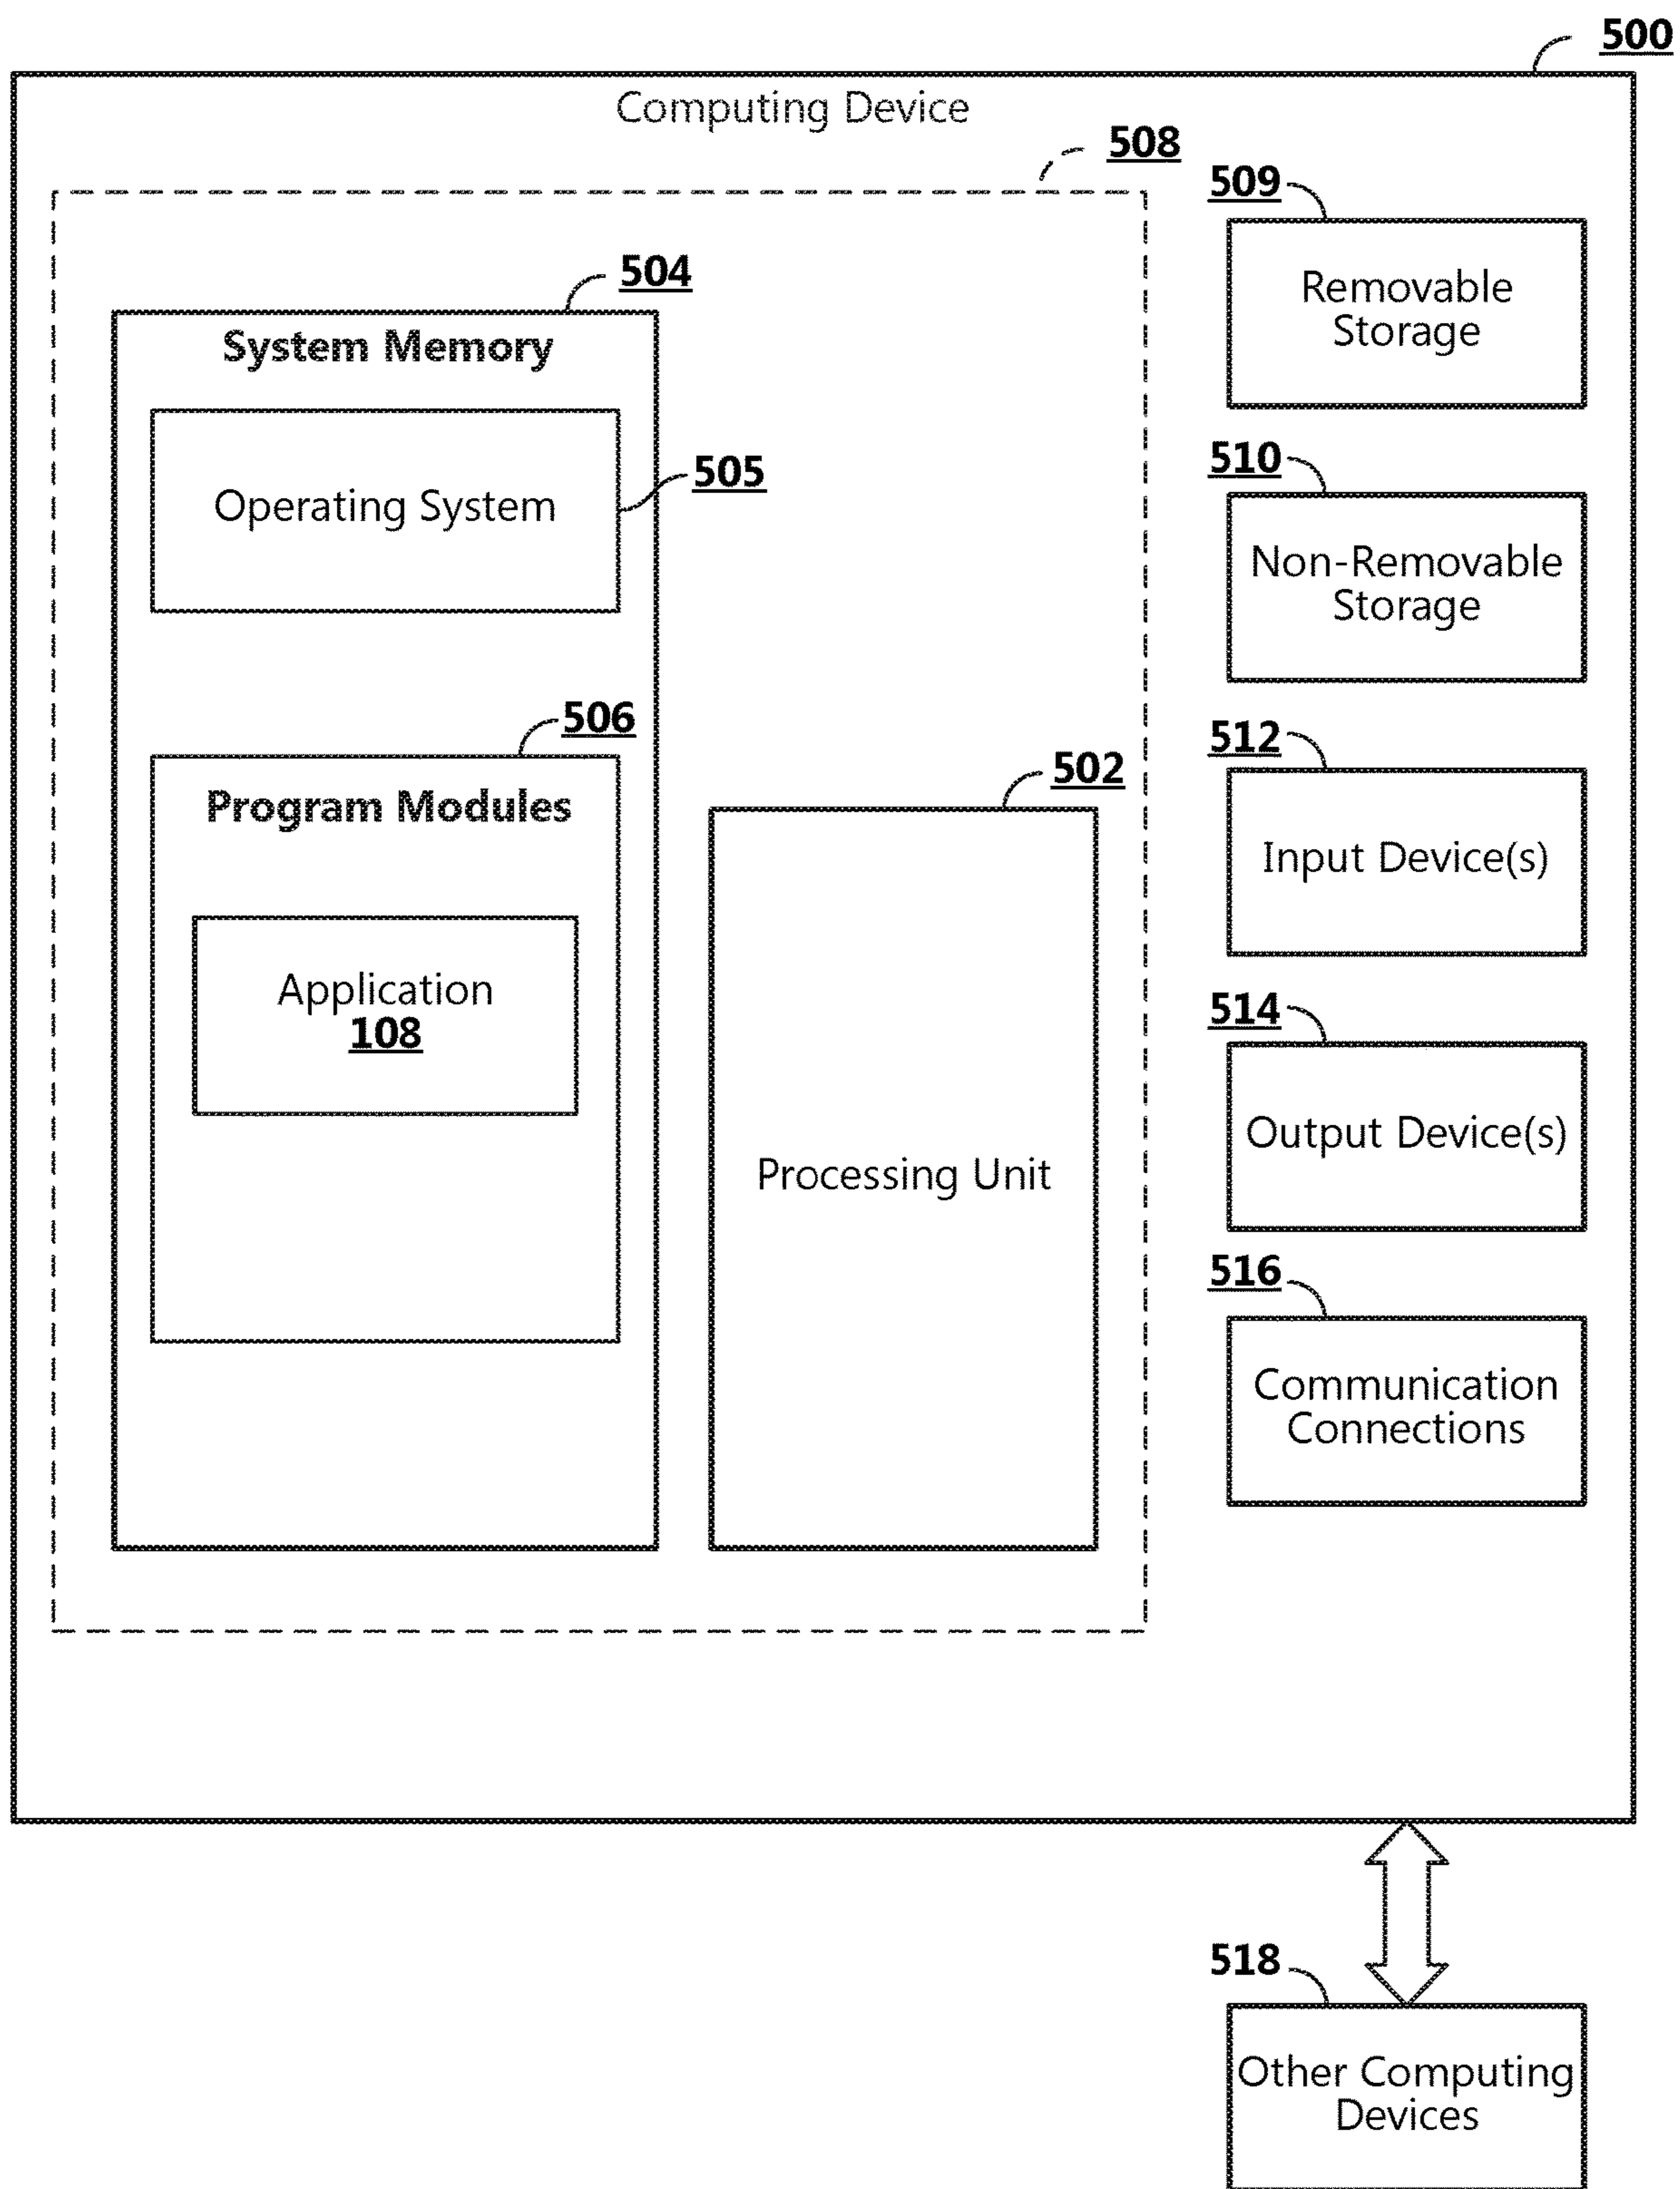 500
Computing Device
508
509
Removable
Storage
504
System Memory
Operating System
505
510
Non-Removable
Storage
506
Program Modules
Application
108
502
Processing Unit
512
Input Device(s)
514
Output Device(s)
516
Communication
Connections
518
Other Computing
Devices